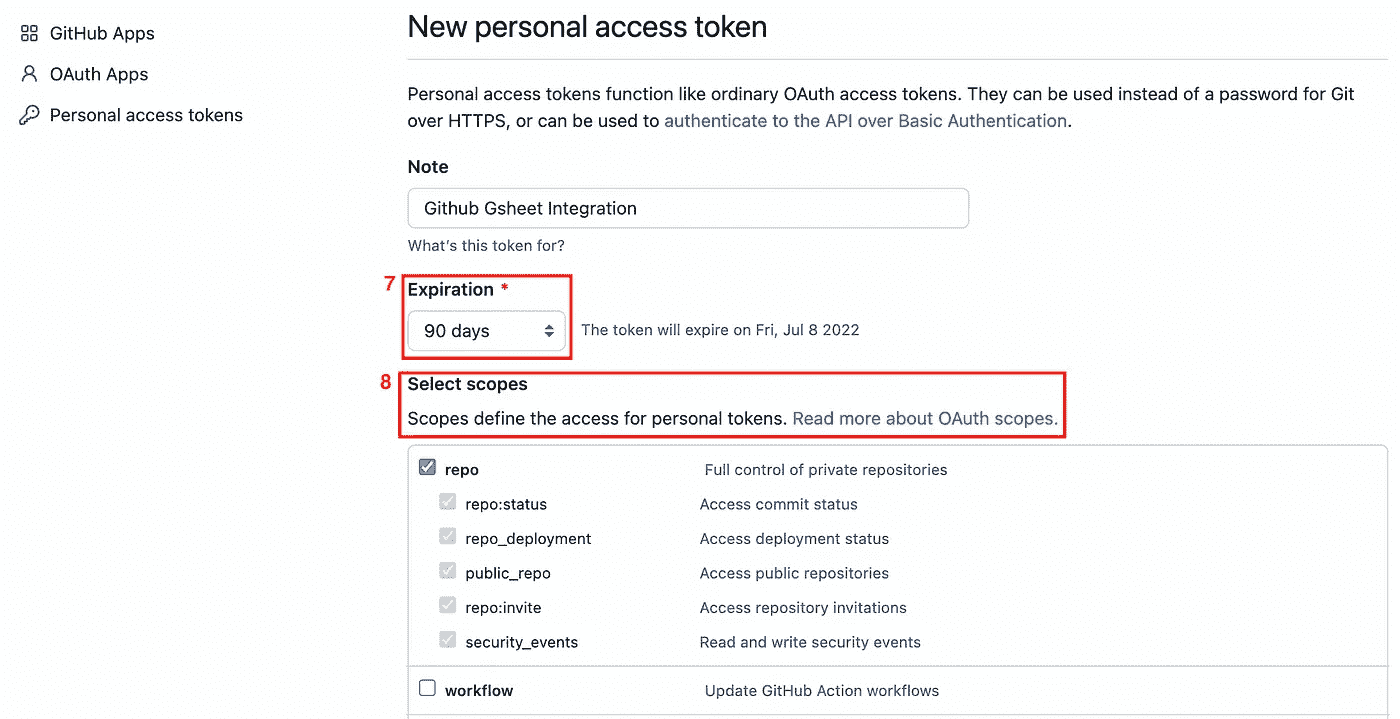 GitHub Apps
OAuth Apps
Personal access tokens
New personal access token
Personal access tokens function like ordinary OAuth access tokens. They can be used instead of a password for Git
over HTTPS, or can be used to authenticate to the API over Basic Authentication.
Note
Github Gsheet Integration
What's this token for?
7
Expiration *
90 days
The token will expire on Fri, Jul 8 2022
8
Select scopes
Scopes define the access for personal tokens. Read more about OAuth scopes.
repo Full control of private repositories
repo:status Access commit status
repo_deployment Access deployment status
public_repo Access public repositories
repo:invite Access repository invitations
security_events Read and write security events
workflow Update GitHub Action workflows